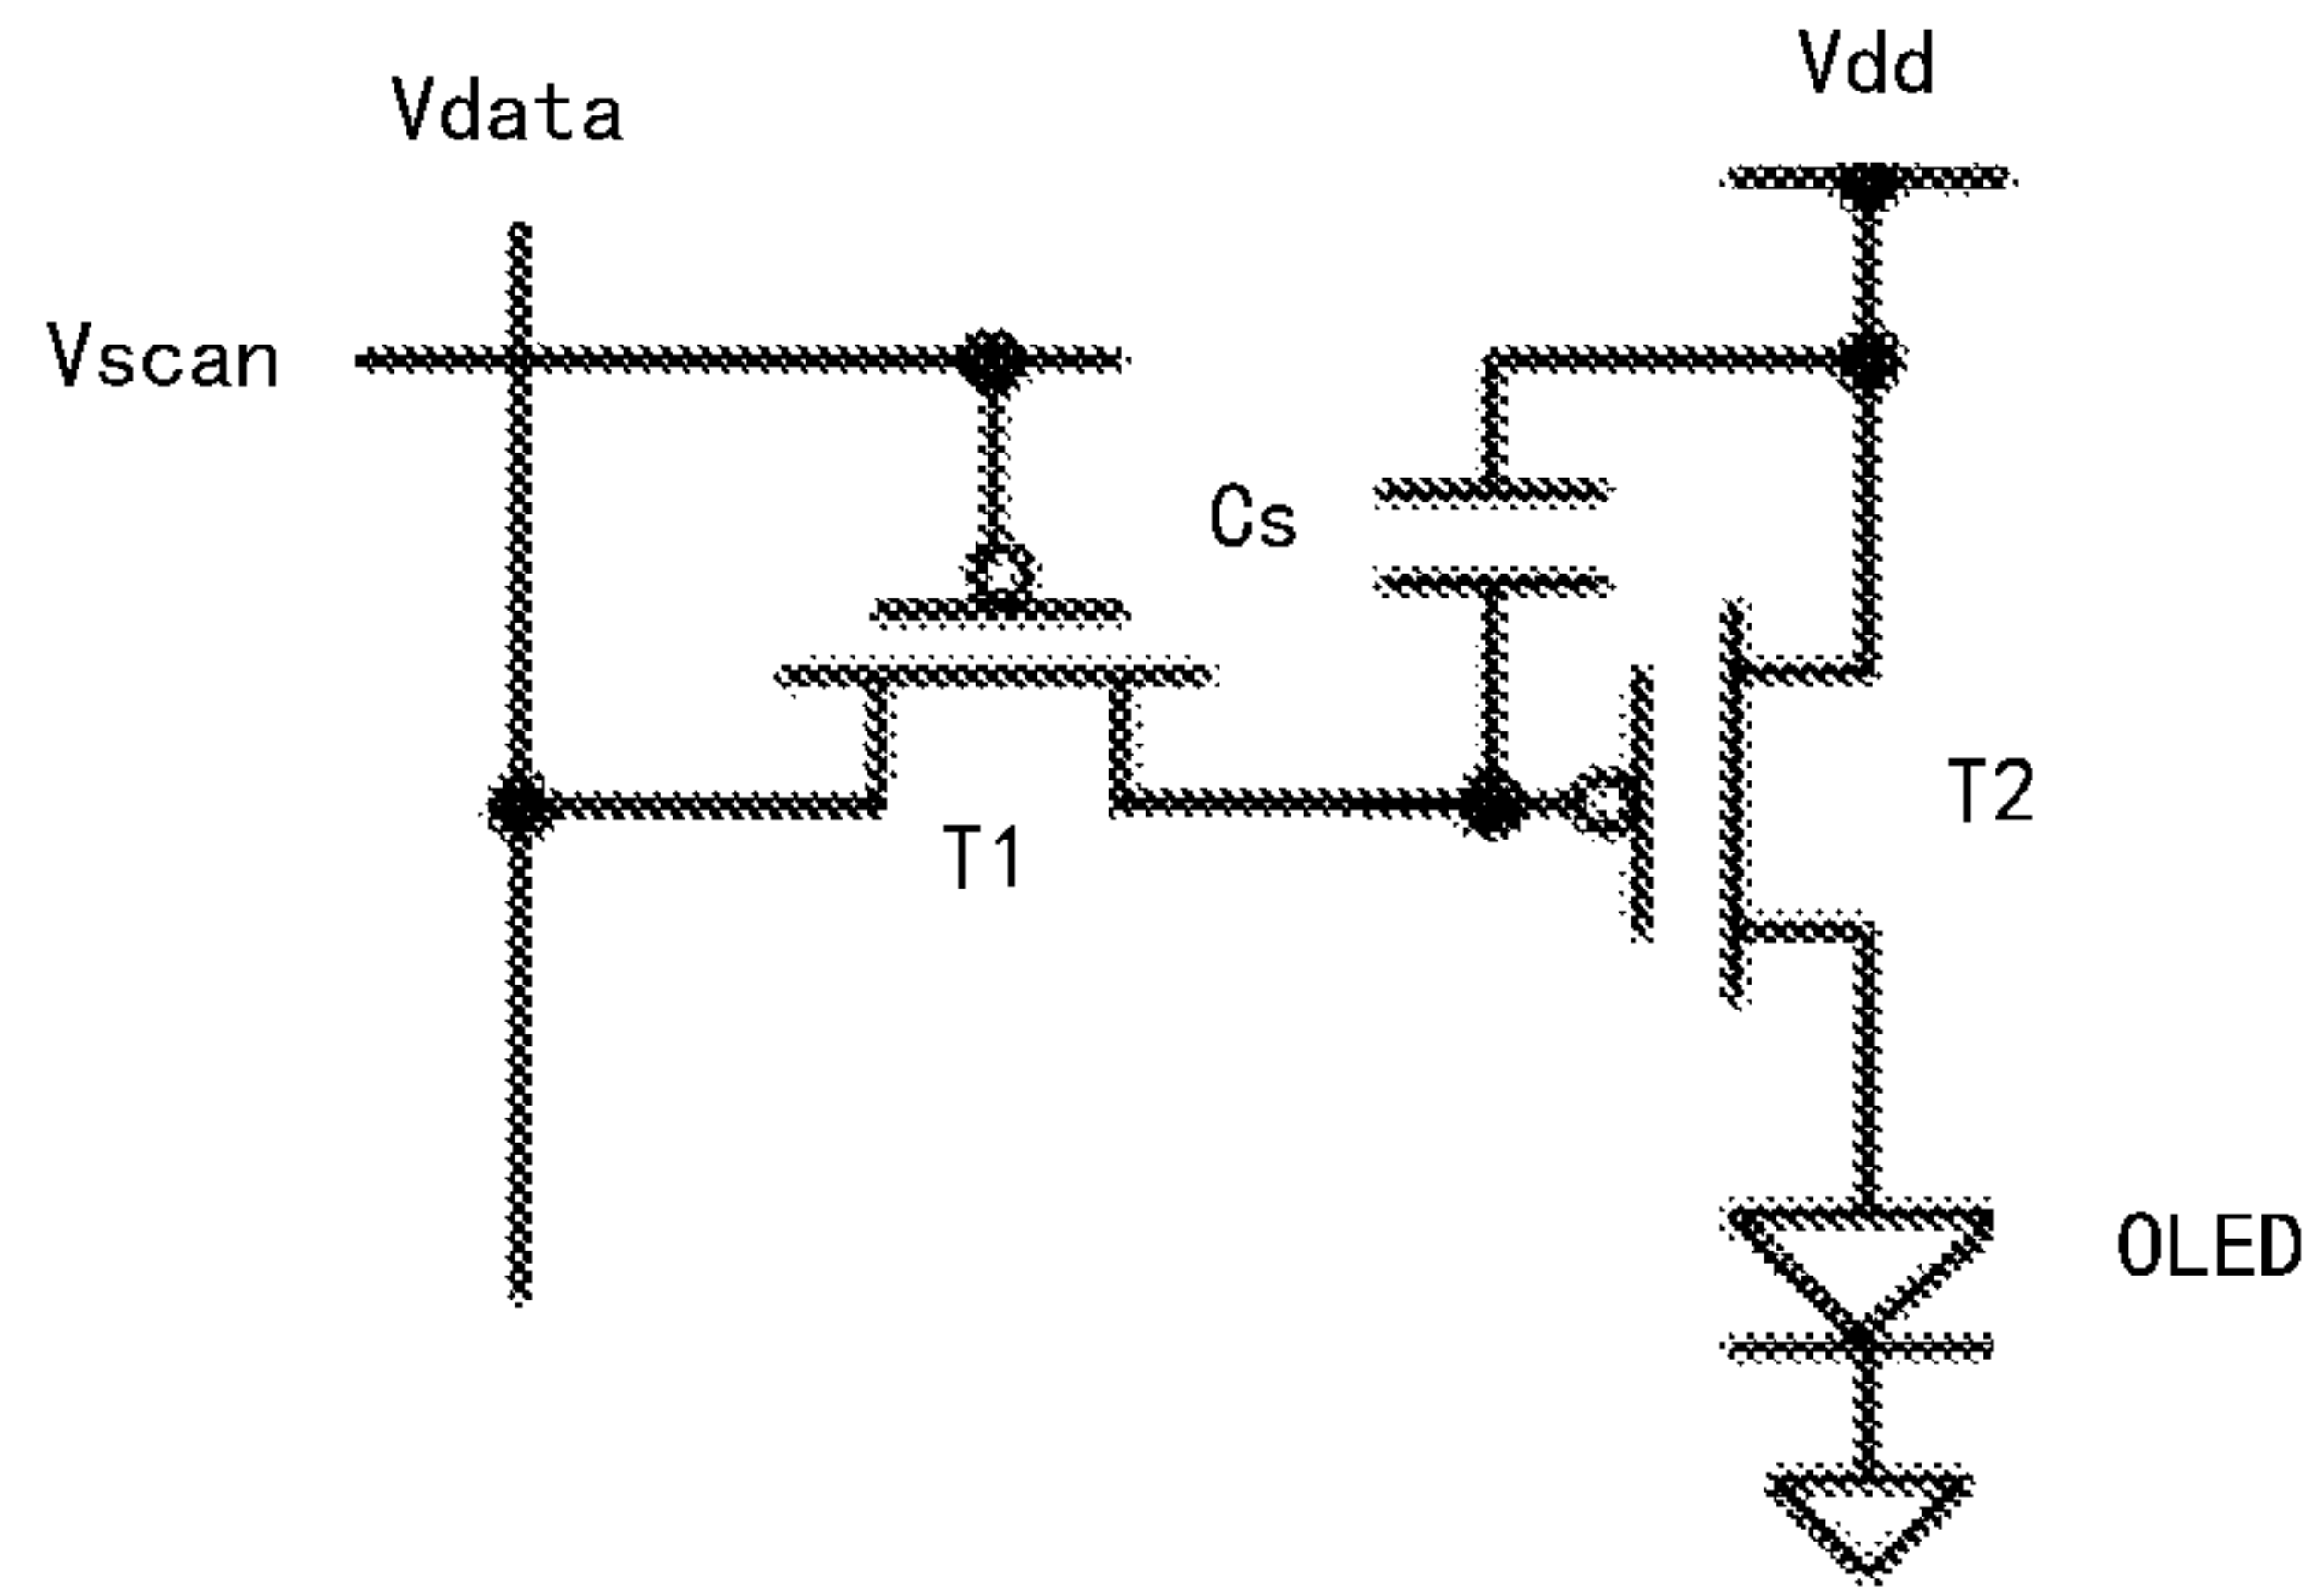 Vdd
Vdata
Vscan
Cs
T2
T1
OLED